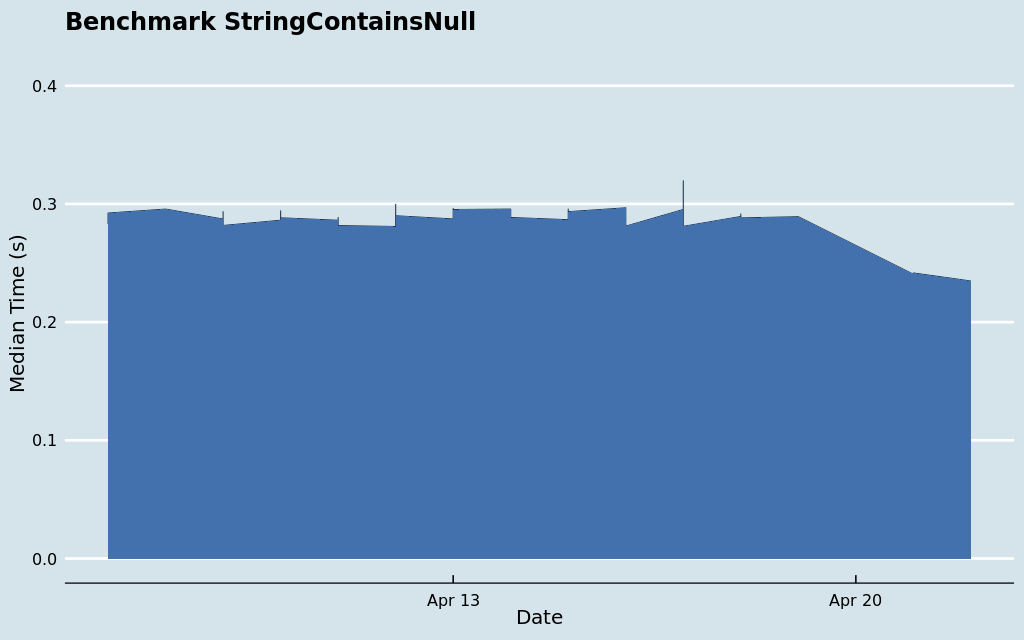 Benchmark StringContainsNull
Median Time (s)
0.4
0.3
0.2
0.1
0.0
Apr 13
Apr 20
Date